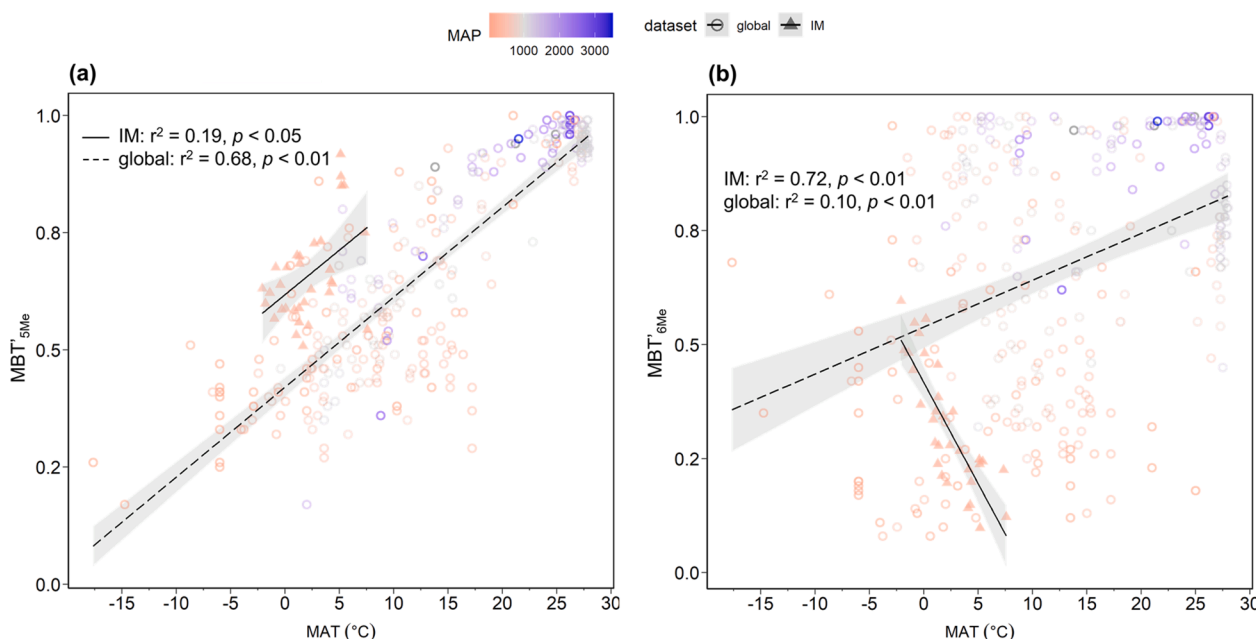 MAP
1000 2000 3000
dataset global IM
(a)
IM: r² = 0.19, p < 0.05
global: r² = 0.68, p < 0.01
1.0
0.8
0.5
0.2
0.0
MBT'5Me
-15 -10 -5 0 5 10 15 20 25 30
MAT (°C)
(b)
IM: r² = 0.72, p < 0.01
global: r² = 0.10, p < 0.01
1.0
0.8
0.5
0.2
0.0
MBT'6Me
-15 -10 -5 0 5 10 15 20 25 30
MAT (°C)